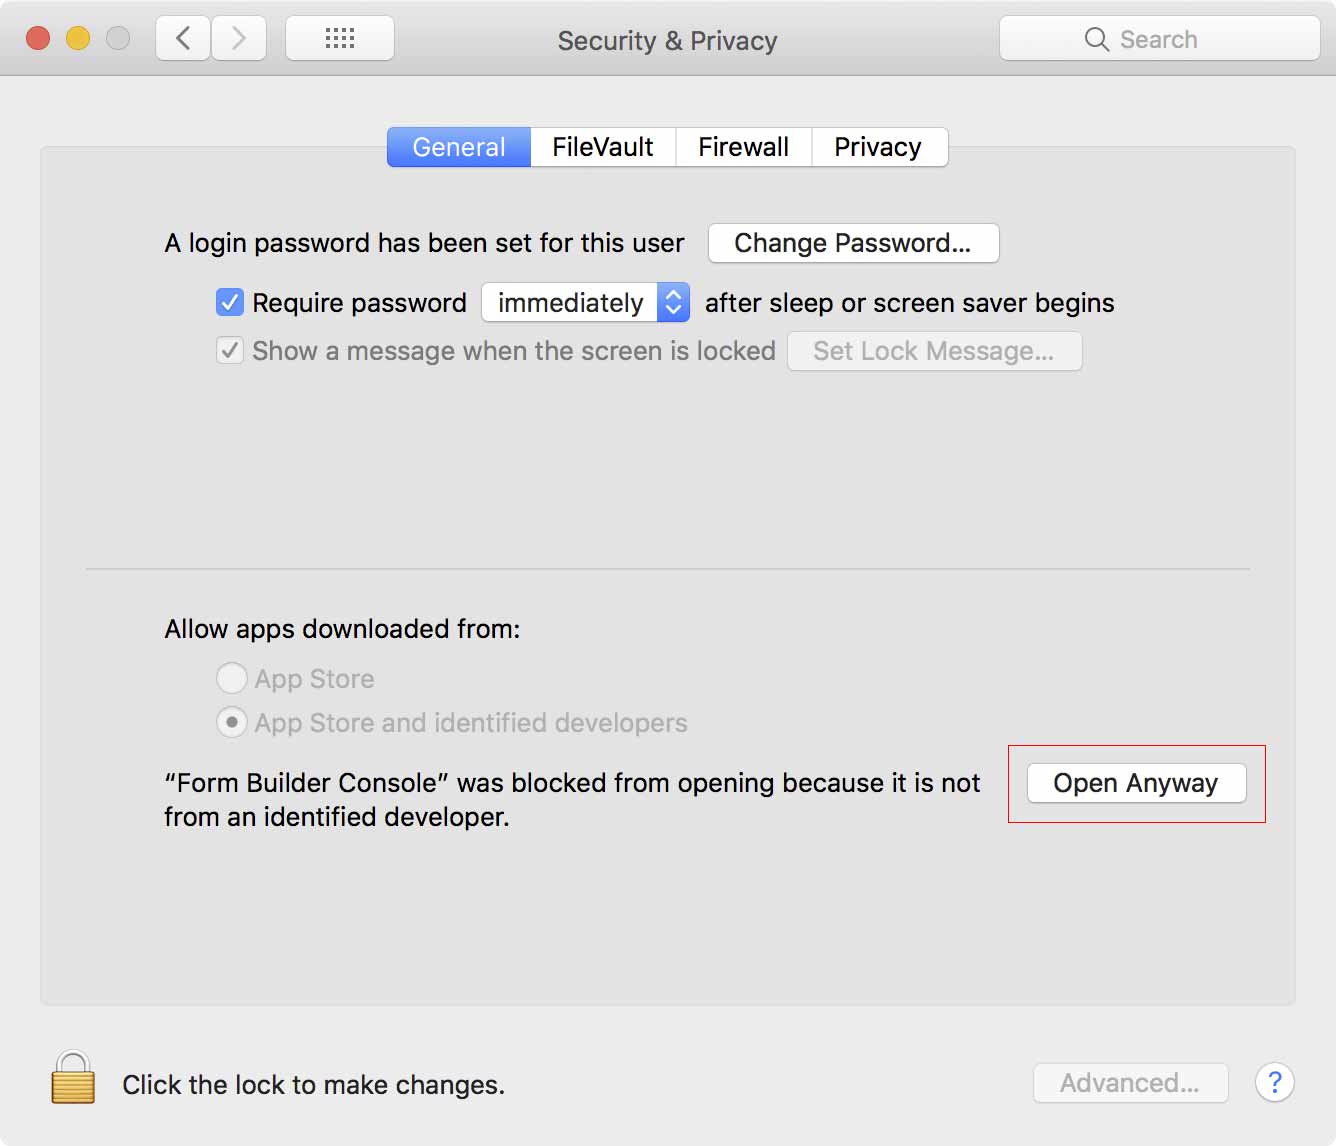 Security & Privacy
Search
General
FileVault
Firewall
Privacy
A login password has been set for this user
Change Password...
Require password
immediately
after sleep or screen saver begins
Show a message when the screen is locked
Set Lock Message...
Allow apps downloaded from:
App Store
App Store and identified developers
“Form Builder Console” was blocked from opening because it is not
from an identified developer.
Open Anyway
Click the lock to make changes.
Advanced...
?